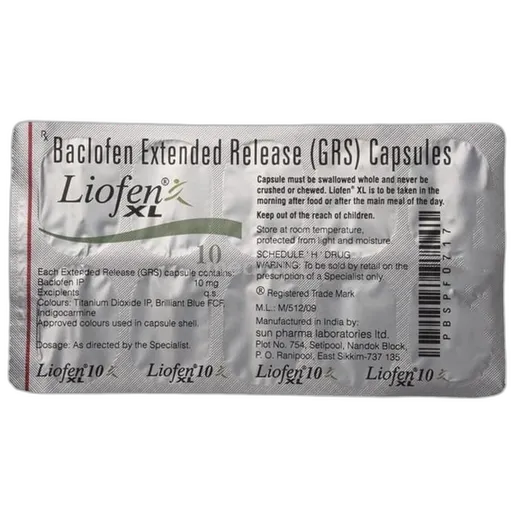 Rx
Baclofen Extended Release (GRS) Capsules
Liofen®
XL
10
Each Extended Release (GRS) capsule contains:
Baclofen IP 10 mg
Excipients q.s.
Colours: Titanium Dioxide IP, Brilliant Blue FCF,
Indigocarmine
Approved colours used in capsule shell.
Dosage: As directed by the Specialist.
Capsule must be swallowed whole and never be
crushed or chewed. Liofen® XL is to be taken in the
morning after food or after the main meal of the day.
Keep out of the reach of children.
Store at room temperature,
protected from light and moisture.
SCHEDULE 'H' DRUG
WARNING: To be sold by retail on the
prescription of a Specialist only.
® Registered Trade Mark
M.L.: M/512/09
Manufactured in India by:
sun pharma laboratories ltd.
Plot No. 754, Setipool, Nandok Block,
P. O. Ranipool, East Sikkim-737 135.
PBSPF0717
Liofen® XL 10
Liofen® XL 10
Liofen® XL 10
Liofen® XL 10